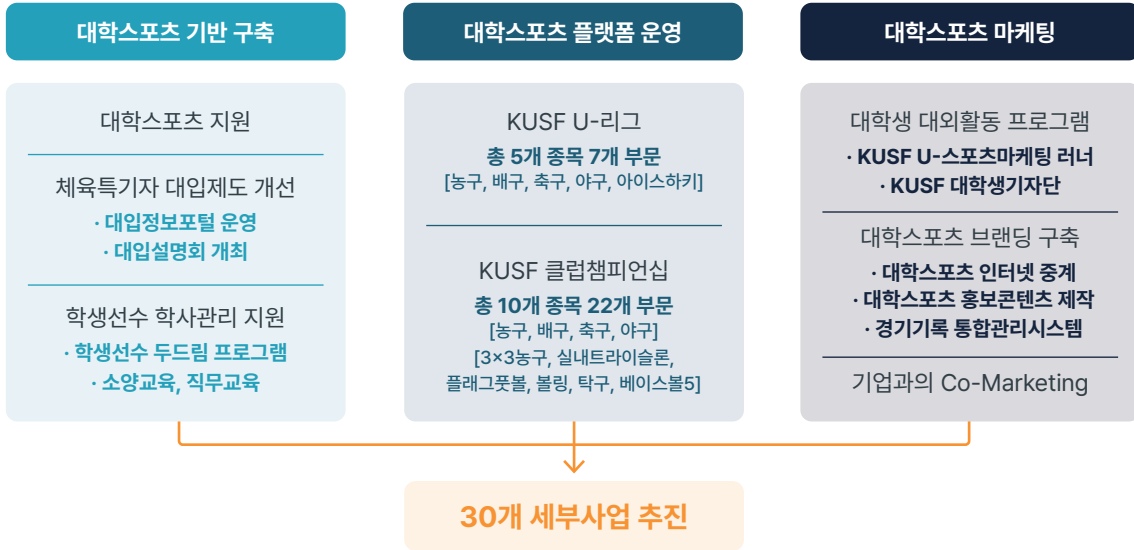 대학스포츠 기반 구축
대학스포츠 지원
체육특기자 대입제도 개선
· 대입정보포털 운영
· 대입설명회 개최
학생선수 학사관리 지원
· 학생선수 두드림 프로그램
· 소양교육, 직무교육
대학스포츠 플랫폼 운영
KUSF U-리그
총 5개 종목 7개 부문
[농구, 배구, 축구, 야구, 아이스하키]
KUSF 클럽챔피언십
총 10개 종목 22개 부문
[농구, 배구, 축구, 야구]
[3×3농구, 실내트라이슬론,
플래그풋볼, 볼링, 탁구, 베이스볼5]
대학스포츠 마케팅
대학생 대외활동 프로그램
· KUSF U-스포츠마케팅 러너
· KUSF 대학생기자단
대학스포츠 브랜딩 구축
· 대학스포츠 인터넷 중계
· 대학스포츠 홍보콘텐츠 제작
· 경기기록 통합관리시스템
기업과의 Co-Marketing
30개 세부사업 추진